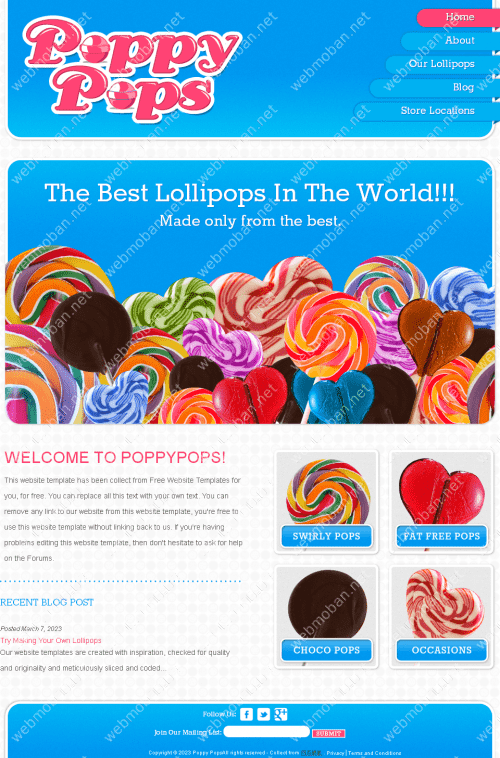 Poppy
Pops
Home
About
Our Lollipops
Blog
Store Locations
The Best Lollipops In The World!!!
Made only from the best.
WELCOME TO POPPYPOPS!
This website template has been collect from Free Website Templates for
you, for free. You can replace all this text with your own text. You can
remove any link to our website from this website template, you're free to
use this website template without linking back to us. If you're having
problems editing this website template, then don't hesitate to ask for help
on the Forums.
SWIRLY POPS
FAT FREE POPS
CHOCO POPS
OCCASIONS
RECENT BLOG POST
Posted March 7, 2023
Try Making Your Own Lollipops
Our website templates are created with inspiration, checked for quality
and originality and meticulously sliced and coded...
Follow Us:
Join Our Mailing List:
SUBMIT
Copyright © 2023 Poppy PopsAll rights reserved - Collect from
- Privacy | Terms and Conditions
webmoban.net